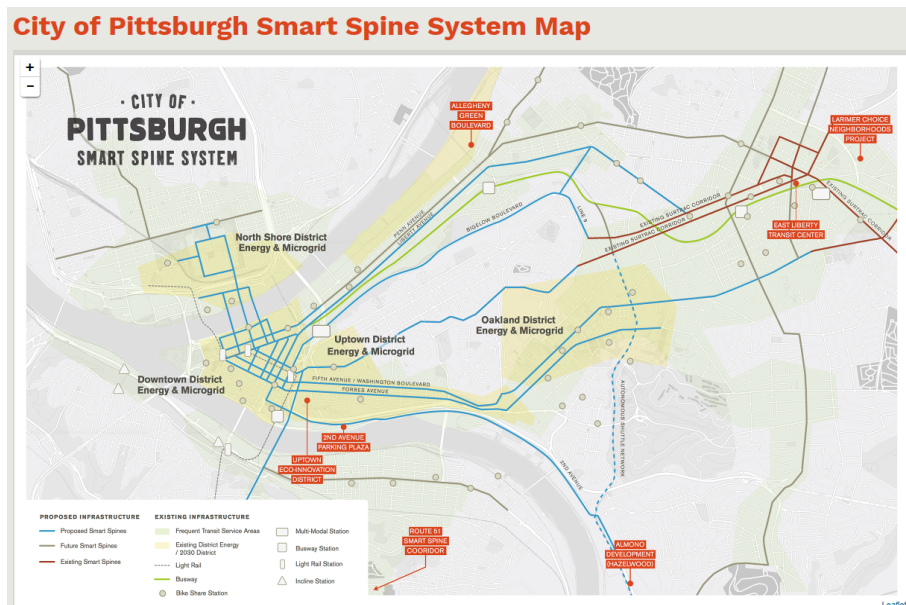 City of Pittsburgh Smart Spine System Map
+
−
· CITY OF ·
PITTSBURGH
SMART SPINE SYSTEM
ALLEGHENY
GREEN
BOULEVARD
LARIMER CHOICE
NEIGHBORHOODS
PROJECT
PENN AVENUE
LIBERTY AVENUE
BIGELOW BOULEVARD
LINE 9
EXISTING SURTRAC CORRIDOR
EXISTING SURTRAC CORRIDOR
EXISTING SURTRAC CORRIDOR
EAST LIBERTY
TRANSIT CENTER
North Shore District
Energy & Microgrid
Oakland District
Energy & Microgrid
Uptown District
Energy & Microgrid
Downtown District
Energy & Microgrid
FIFTH AVENUE / WASHINGTON BOULEVARD
FORBES AVENUE
AUTONOMOUS SHUTTLE NETWORK
2ND AVENUE
PARKING PLAZA
UPTOWN
ECO-INNOVATION
DISTRICT
2ND AVENUE
ROUTE 51
SMART SPINE
COORIDOR
ALMONO
DEVELOPMENT
(HAZELWOOD)
PROPOSED INFRASTRUCTURE
Proposed Smart Spines
Future Smart Spines
Existing Smart Spines
EXISTING INFRASTRUCTURE
Frequent Transit Service Areas
Existing District Energy
/ 2030 District
Light Rail
Busway
Bike Share Station
Multi-Modal Station
Busway Station
Light Rail Station
Incline Station